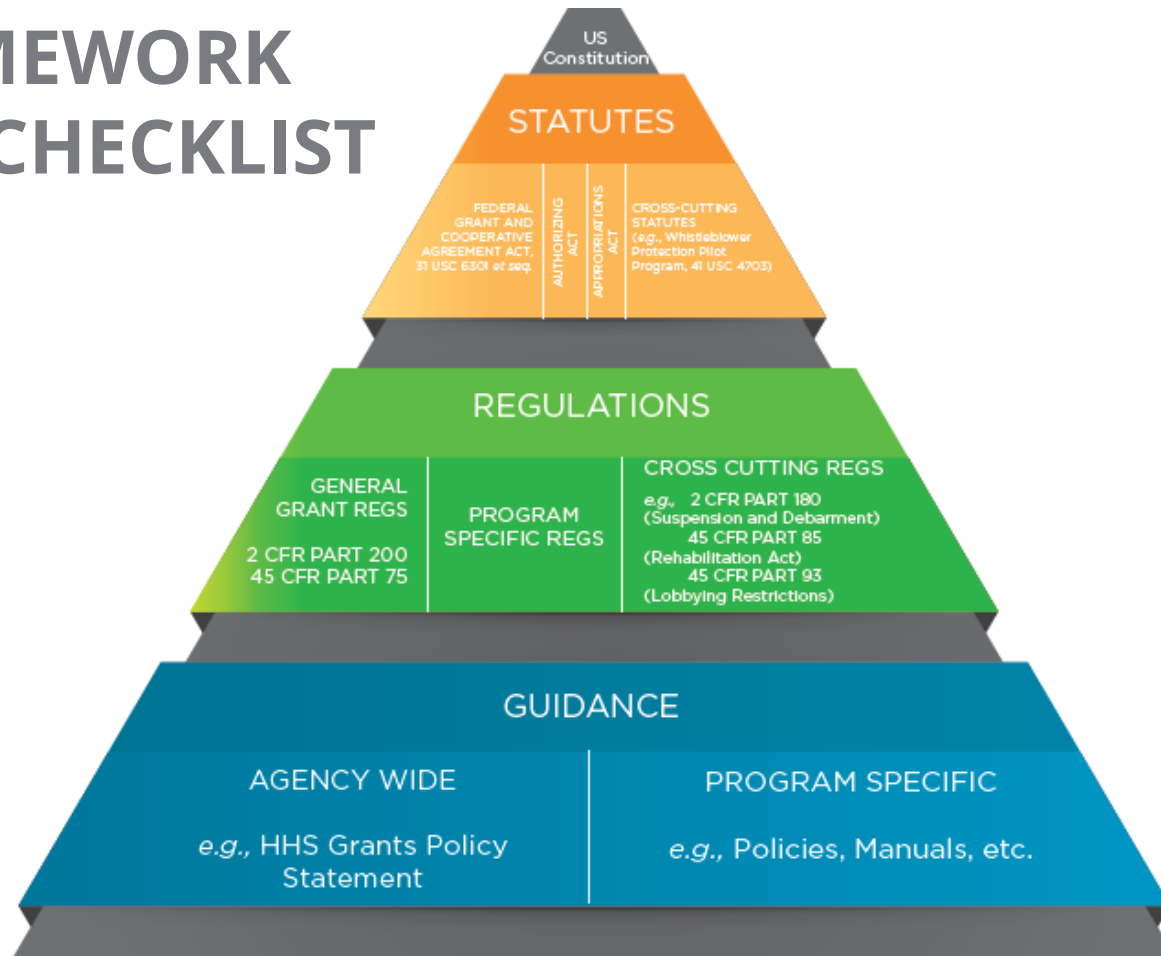 MEWORK
CHECKLIST
US
Constitution
STATUTES
FEDERAL
GRANT AND
COOPERATIVE
AGREEMENT ACT,
31 USC 6301 et seq.
AUTHORIZING
ACT
APPROPRIATIONS
ACT
CROSS-CUTTING
STATUTES
(e.g., Whistleblower
Protection Pilot
Program, 41 USC 4703)
REGULATIONS
GENERAL
GRANT REGS
2 CFR PART 200
45 CFR PART 75
PROGRAM
SPECIFIC REGS
CROSS CUTTING REGS
e.g., 2 CFR PART 180
(Suspension and Debarment)
45 CFR PART 85
(Rehabilitation Act)
45 CFR PART 93
(Lobbying Restrictions)
GUIDANCE
AGENCY WIDE
e.g., HHS Grants Policy
Statement
PROGRAM SPECIFIC
e.g., Policies, Manuals, etc.